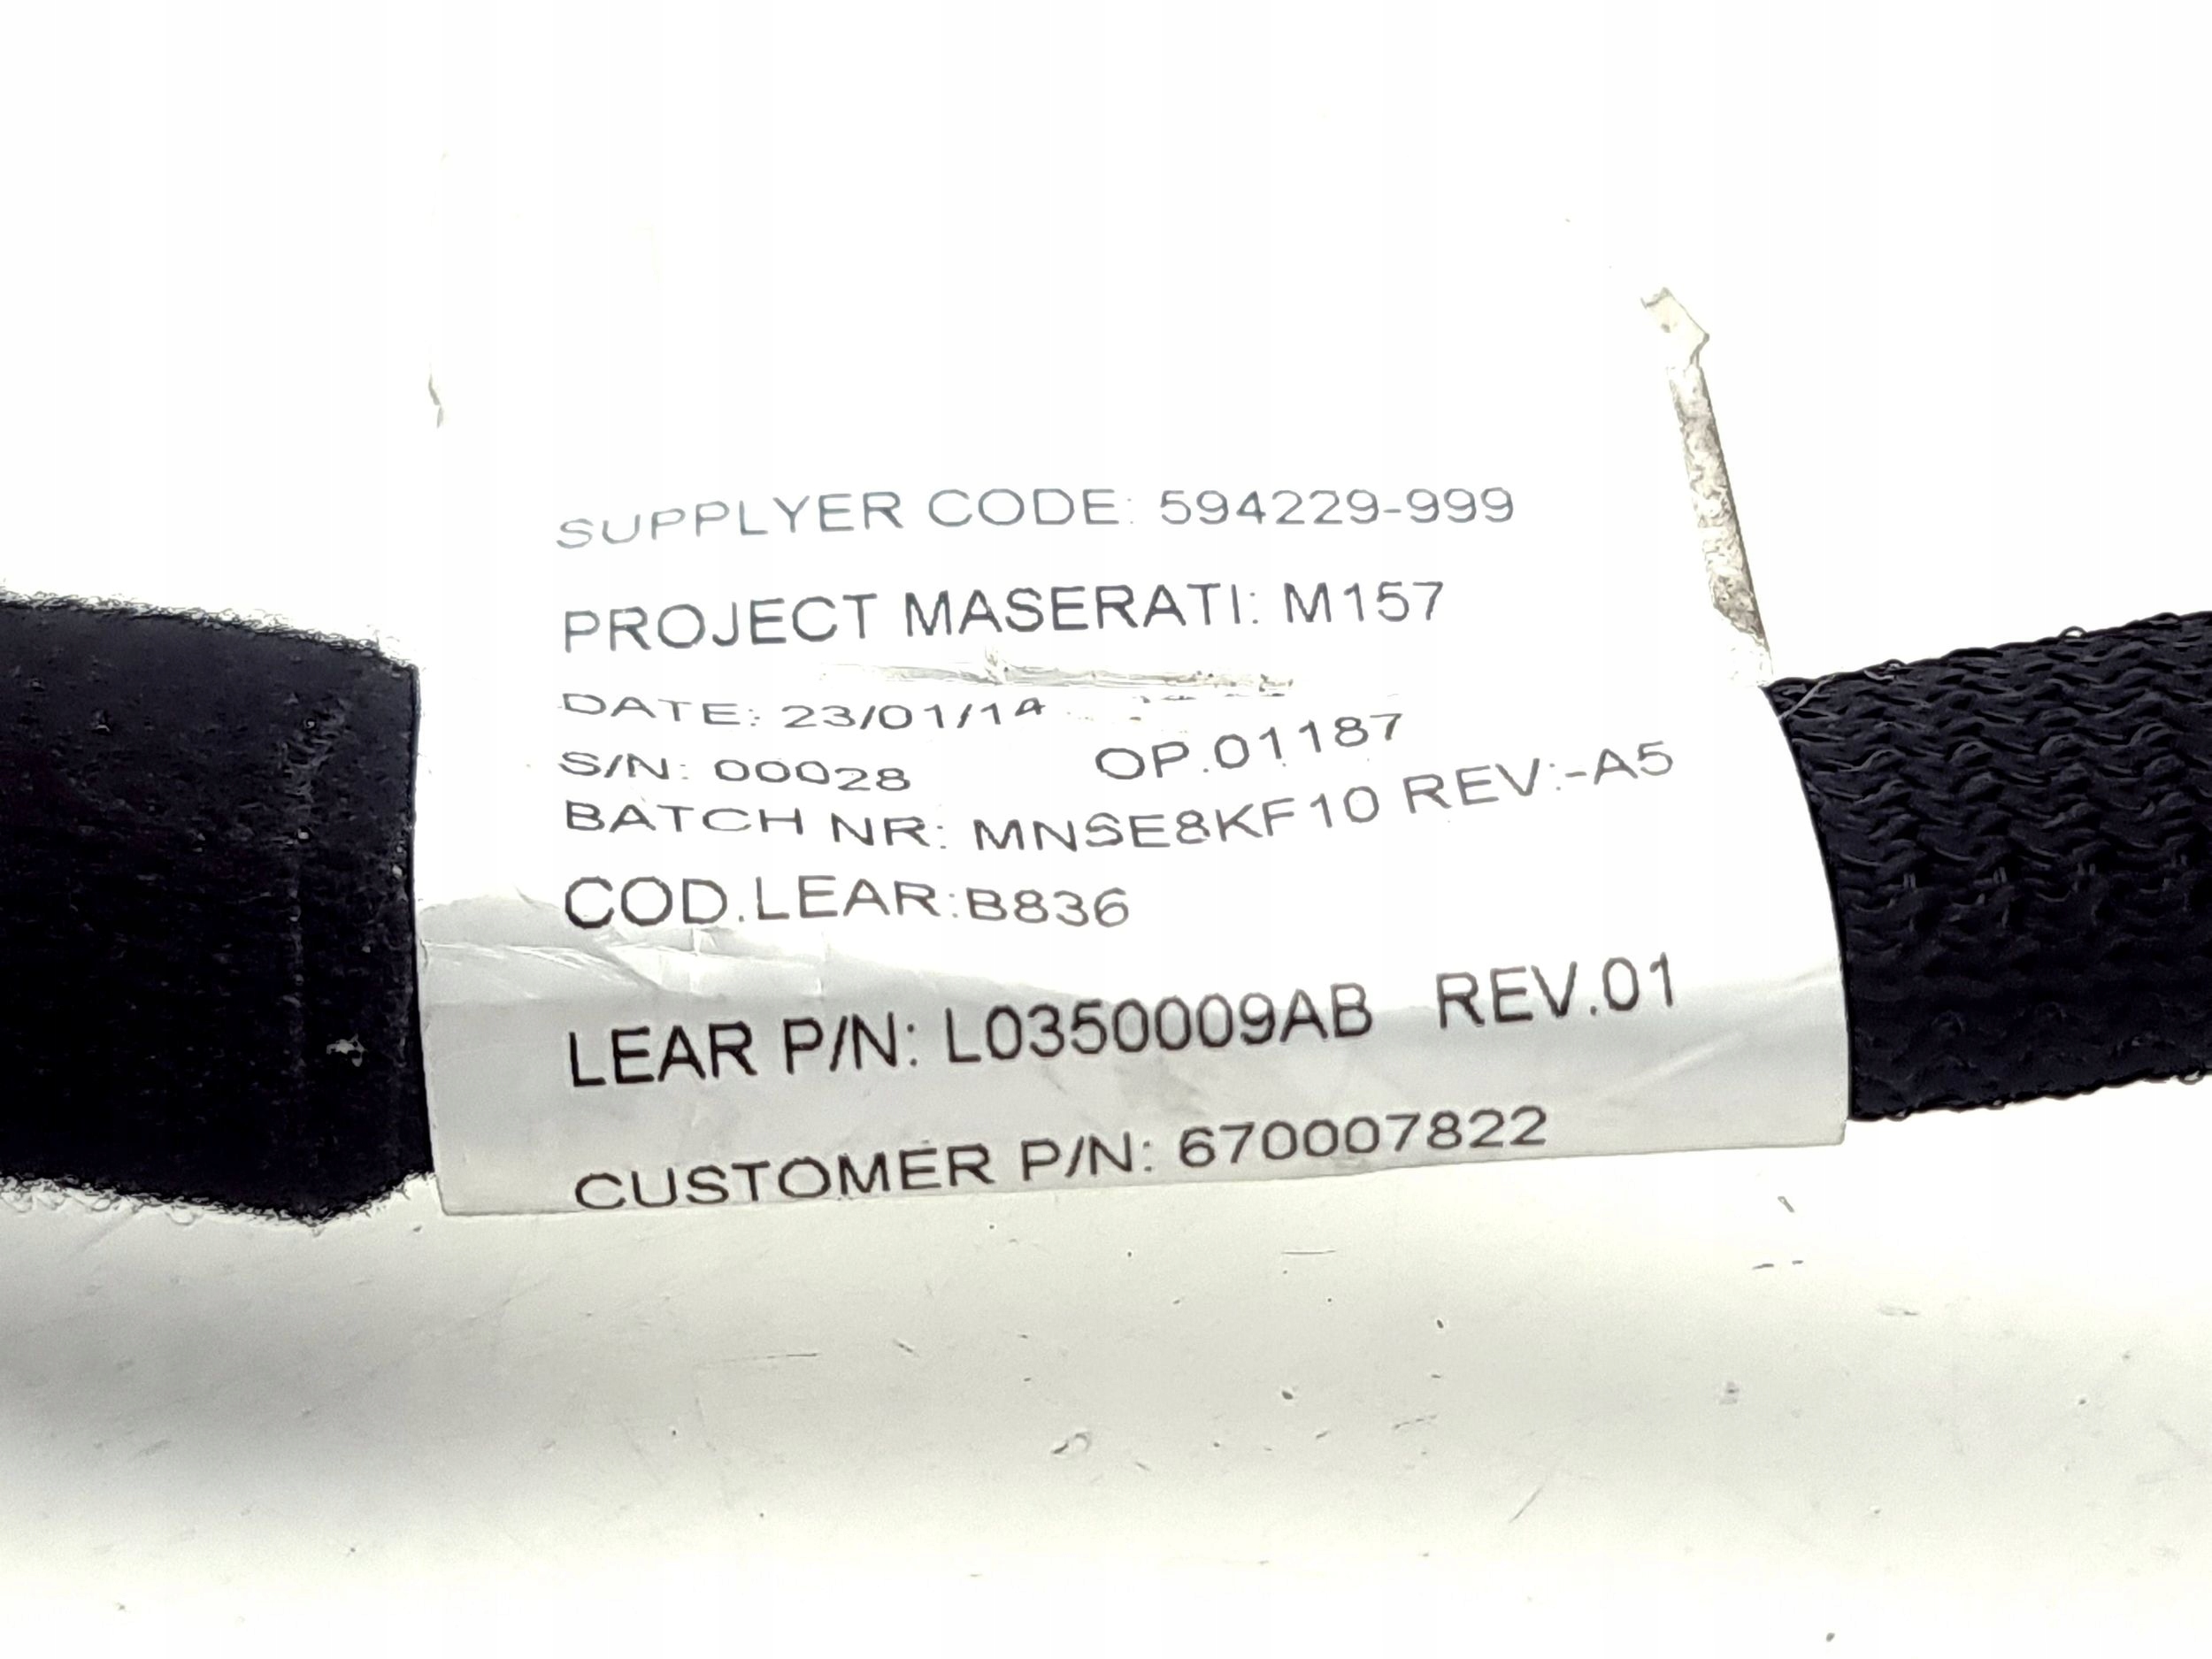 SUPPLYER CODE: 594229-999
PROJECT MASERATI: M157
DATE: 23/01/14
S/N: 00028 OP.01187
BATCH NR: MNSE8KF10 REV:-A5
COD.LEAR:B836
LEAR P/N: L0350009AB REV.01
CUSTOMER P/N: 670007822